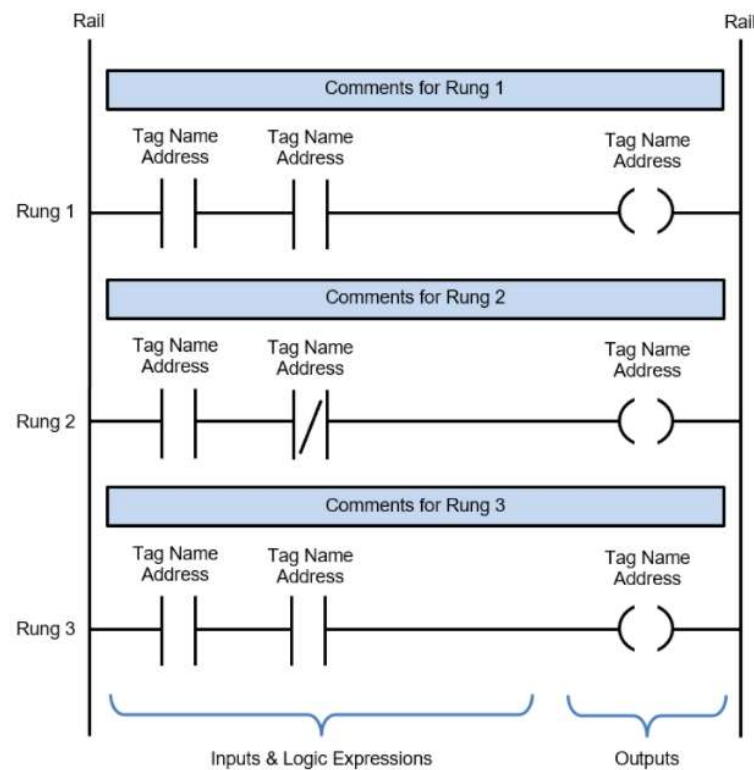 Rail
Rail
Comments for Rung 1
Tag Name
Address
Tag Name
Address
Tag Name
Address
Rung 1
Comments for Rung 2
Tag Name
Address
Tag Name
Address
Tag Name
Address
Rung 2
Comments for Rung 3
Tag Name
Address
Tag Name
Address
Tag Name
Address
Rung 3
Inputs & Logic Expressions
Outputs